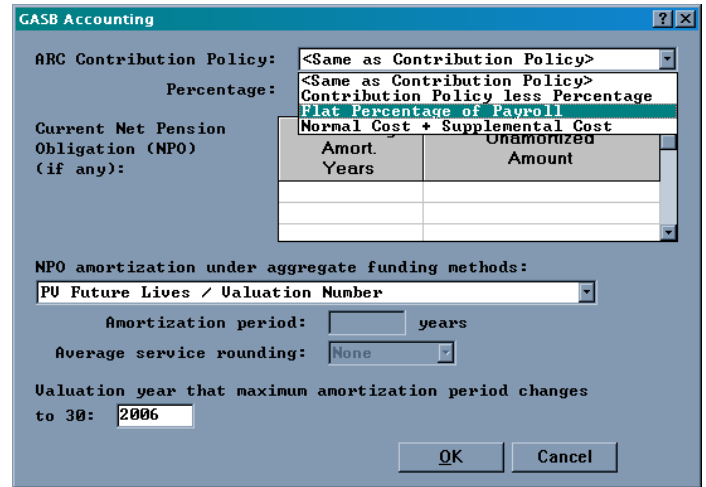 GASB Accounting
ARC Contribution Policy: <Same as Contribution Policy>
<Same as Contribution Policy>
Percentage: Contribution Policy less Percentage
Flat Percentage of Payroll
Normal Cost + Supplemental Cost
Current Net Pension
Obligation (NPO)
(if any):
Amort.
Years
Unamortized
Amount
NPO amortization under aggregate funding methods:
PV Future Lives / Valuation Number
Amortization period: years
Average service rounding: None
Valuation year that maximum amortization period changes
to 30: 2006
OK Cancel